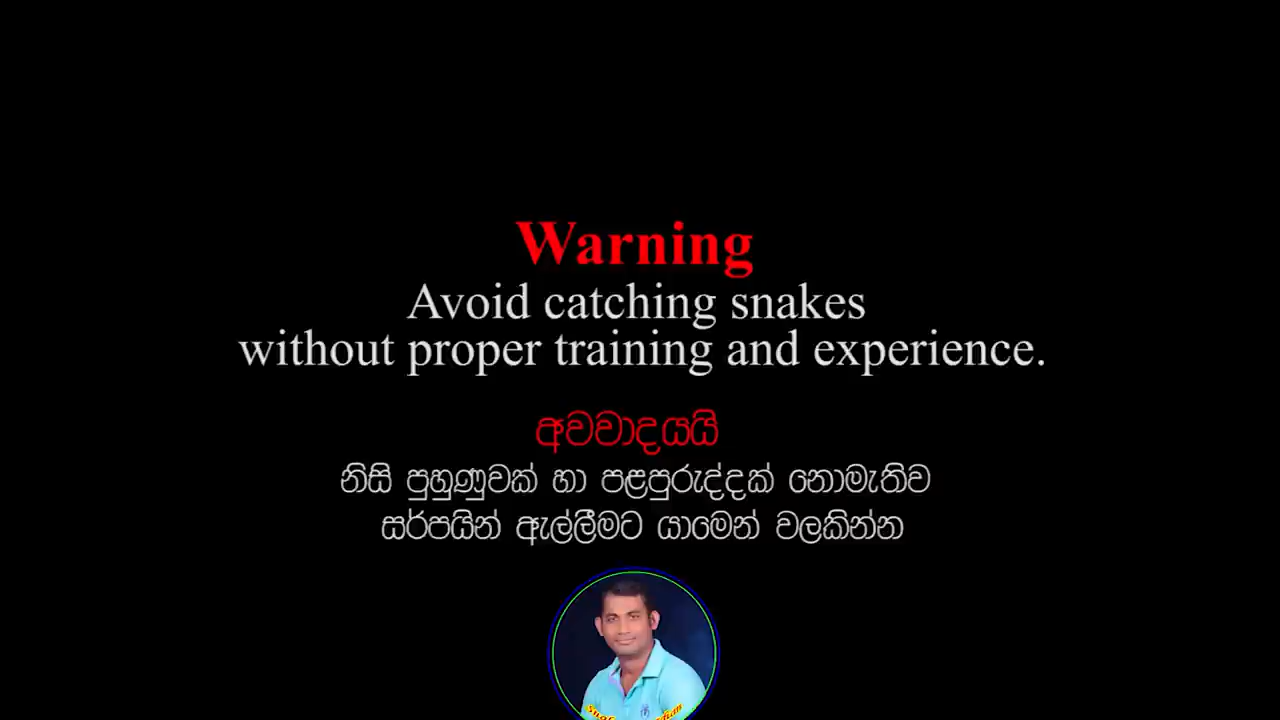 Warning
Avoid catching snakes
without proper training and experience.
අවවාදයයි
නිසි පුහුණුවක් හා පළපුරුද්දක් නොමැතිව
සර්පයින් ඇල්ලීමට යාමෙන් වලකින්න